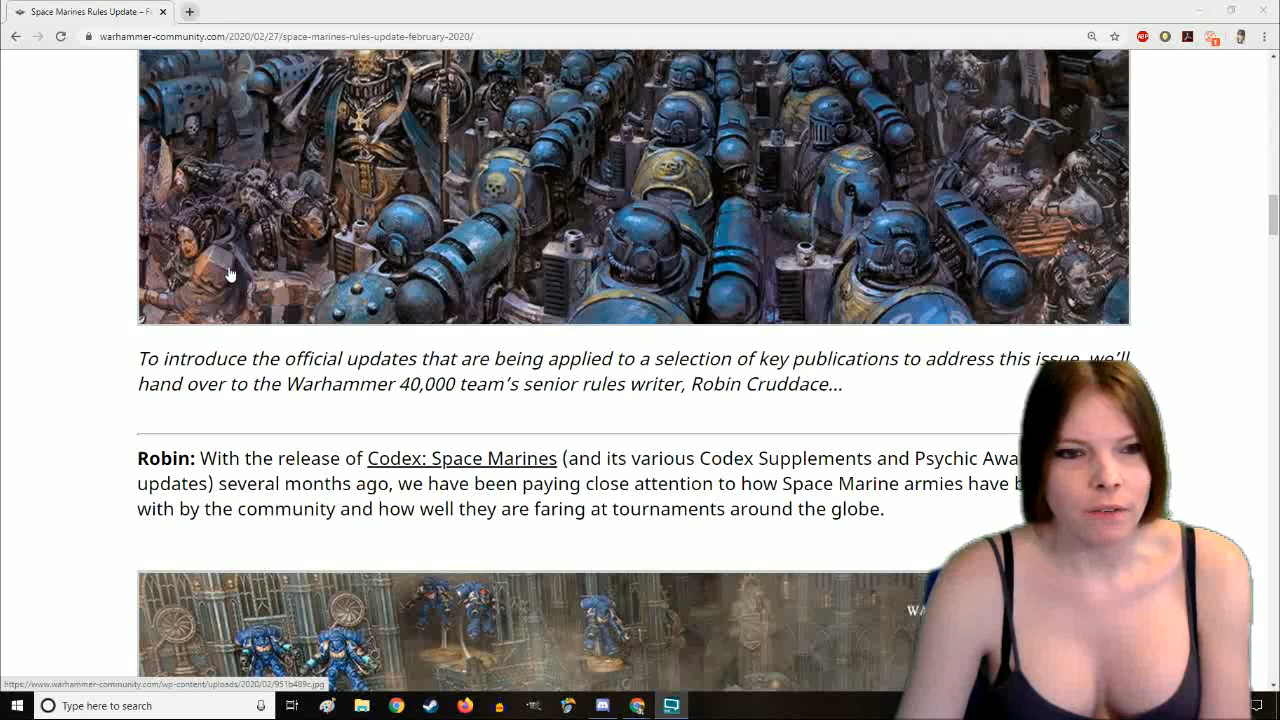 Space Marines Rules Update – F
warhammer-community.com/2020/02/27/space-marines-rules-update-february-2020/
ABP
1
To introduce the official updates that are being applied to a selection of key publications to address this issue, we’ll
hand over to the Warhammer 40,000 team’s senior rules writer, Robin Cruddace...
Robin: With the release of Codex: Space Marines (and its various Codex Supplements and Psychic Awa
updates) several months ago, we have been paying close attention to how Space Marine armies have b
with by the community and how well they are faring at tournaments around the globe.
WA
https://www.warhammer-community.com/wp-content/uploads/2020/02/951b489c.jpg
Type here to search